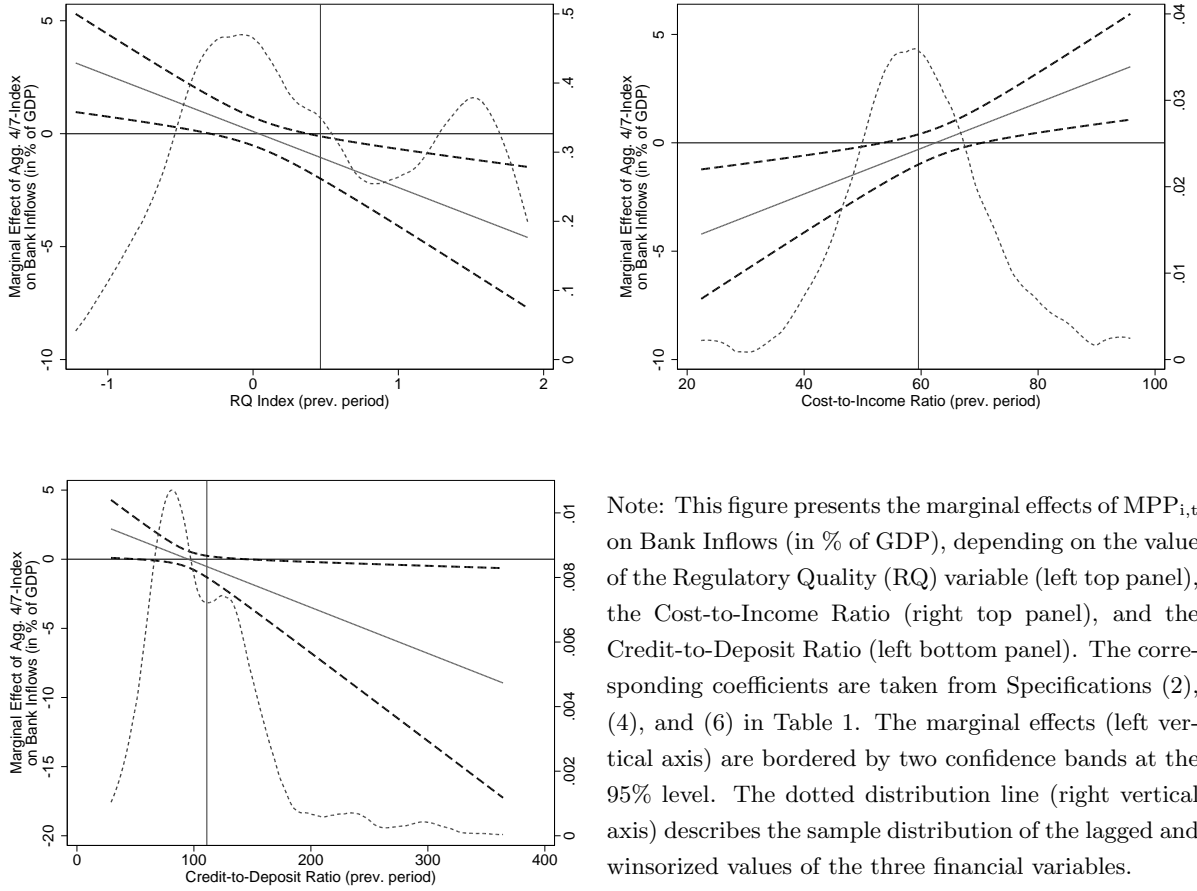 Marginal Effect of Agg. 4/7-Index
on Bank Inflows (in % of GDP)
5
0
-5
-10
.5
.4
.3
.2
.1
0
-1
0
1
2
RQ Index (prev. period)
Marginal Effect of Agg. 4/7-Index
on Bank Inflows (in % of GDP)
5
0
-5
-10
.04
.03
.02
.01
0
20
40
60
80
100
Cost-to-Income Ratio (prev. period)
Marginal Effect of Agg. 4/7-Index
on Bank Inflows (in % of GDP)
5
0
-5
-10
-15
20
.01
.008
.006
.004
.002
0
0
100
200
300
400
Credit-to-Deposit Ratio (prev. period)
Note: This figure presents the marginal effects of MPPi,t
on Bank Inflows (in % of GDP), depending on the value
of the Regulatory Quality (RQ) variable (left top panel),
the Cost-to-Income Ratio (right top panel), and the
Credit-to-Deposit Ratio (left bottom panel). The corre-
sponding coefficients are taken from Specifications (2),
(4), and (6) in Table 1. The marginal effects (left ver-
tical axis) are bordered by two confidence bands at the
95% level. The dotted distribution line (right vertical
axis) describes the sample distribution of the lagged and
winsorized values of the three financial variables.